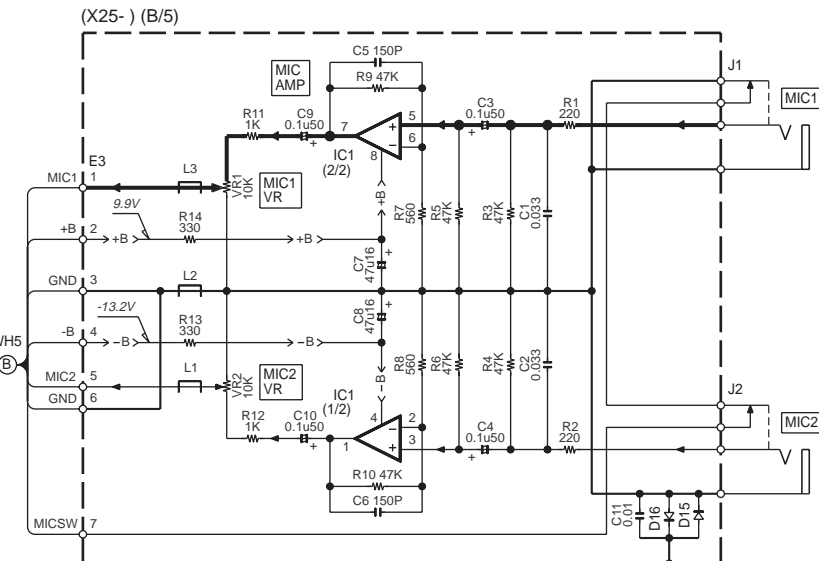 (X25- ) (B/5)
C5 150P
R9 47K
MIC
AMP
J1
MIC1
R11
1K
C9
0.1u50
+
7
5
6
8
+
−
IC1
(2/2)
C3
0.1u50
+
R1
220
E3
MIC1
1
L3
VR1
10K
MIC1
VR
+B
R7
560
R5
47K
R3
47K
C1
0.033
9.9V
+B
2
+B
R14
330
+B
C7
47u16
+
GND
3
L2
-13.2V
C8
47u16
+
-B
4
−B
R13
330
−B
−B
R8
560
R6
47K
R4
47K
C2
0.033
WH5
B
MIC2
5
L1
VR2
10K
MIC2
VR
GND
6
IC1
(1/2)
J2
MIC2
R12
1K
C10
0.1u50
+
1
4
2
3
−
+
C4
0.1u50
+
R2
220
R10 47K
C6 150P
MICSW
7
C11
0.01
D16
D15